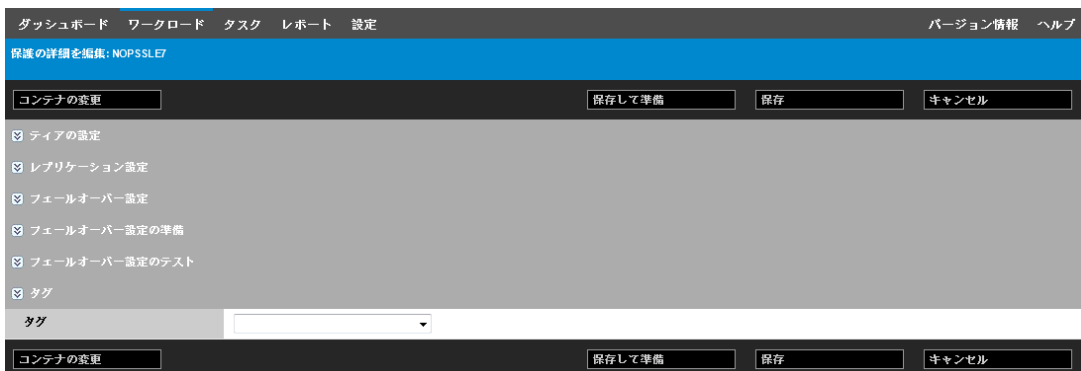 ダッシュボード ワークロード タスク レポート 設定 バージョン情報 ヘルプ
保護の詳細を編集: NOPSSLE7
コンテナの変更 保存して準備 保存 キャンセル
ティアの設定
レプリケーション設定
フェールオーバー設定
フェールオーバー設定の準備
フェールオーバー設定のテスト
タグ
タグ
コンテナの変更 保存して準備 保存 キャンセル